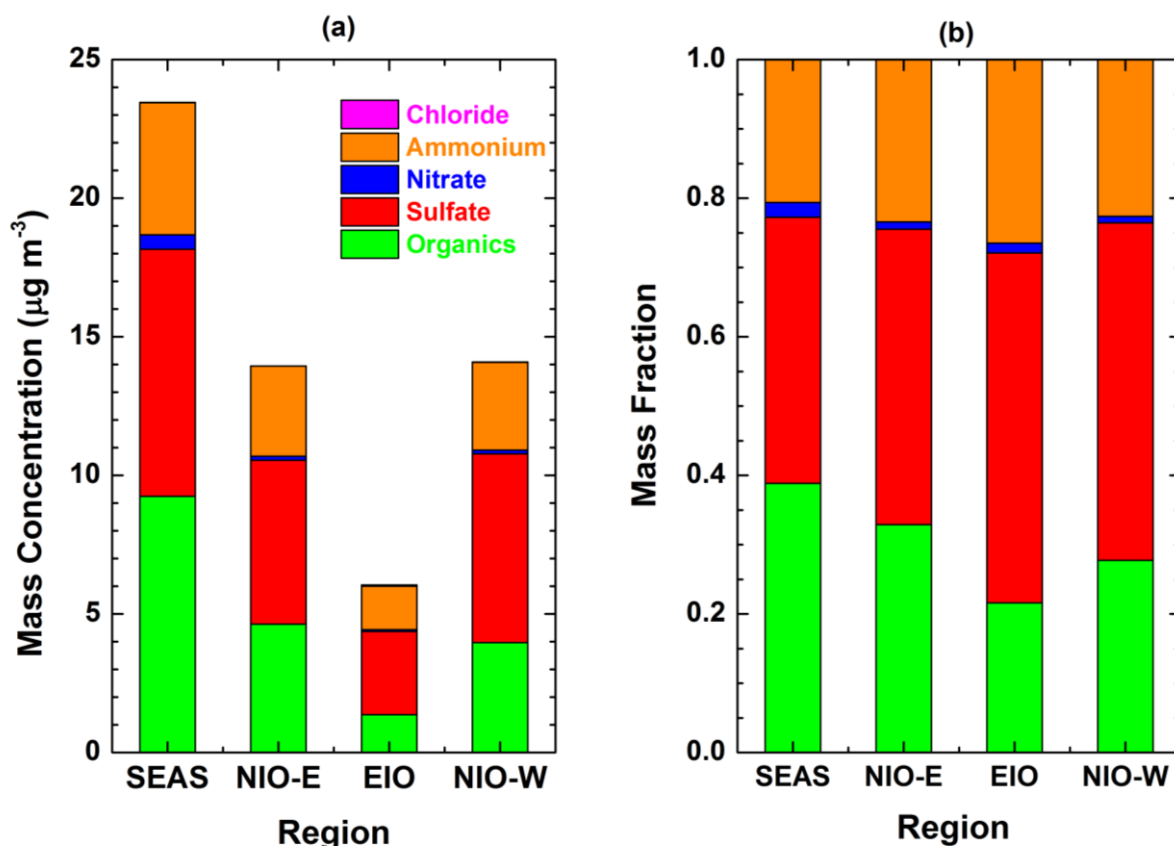 (a)
Mass Concentration (μg m-3)
25
20
15
10
5
0
Chloride
Ammonium
Nitrate
Sulfate
Organics
SEAS NIO-E EIO NIO-W
Region
(b)
Mass Fraction
1.0
0.8
0.6
0.4
0.2
0.0
SEAS NIO-E EIO NIO-W
Region